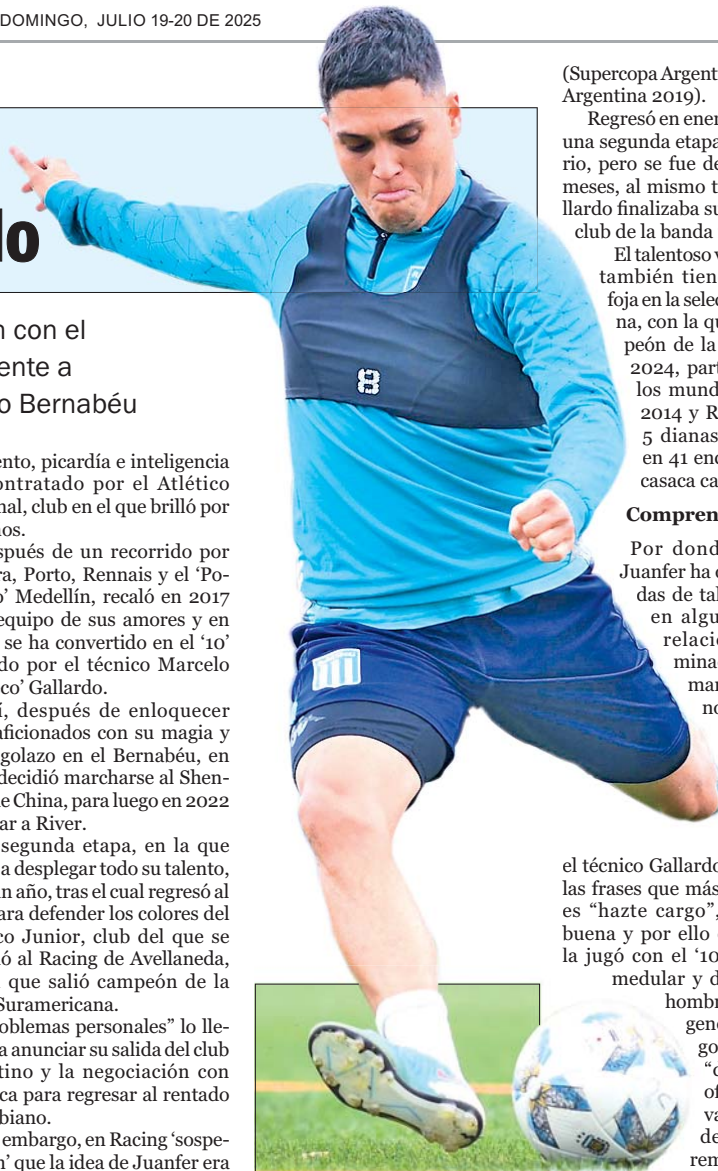 DOMINGO, JULIO 19-20 DE 2025
lo
n con el
ente a
o Bernabéu
ento, picardía e inteligencia
ontratado por el Atlético
nal, club en el que brilló por
nos.
spués de un recorrido por
ra, Porto, Rennais y el ‘Po-
o’ Medellín, recaló en 2017
equipo de sus amores y en
se ha convertido en el ‘10’
do por el técnico Marcelo
co’ Gallardo.
í, después de enloquecer
aficionados con su magia y
golazo en el Bernabéu, en
decidió marcharse al Shen-
e China, para luego en 2022
ar a River.
segunda etapa, en la que
a desplegar todo su talento,
n año, tras el cual regresó al
ara defender los colores del
co Junior, club del que se
ó al Racing de Avellaneda,
que salió campeón de la
Suramericana.
oblemas personales” lo lle-
a anunciar su salida del club
tino y la negociación con
ca para regresar al rentado
biano.
embargo, en Racing ‘sospe-
n’ que la idea de Juanfer era
(Supercopa Argent
Argentina 2019).
Regresó en ener
una segunda etapa
rio, pero se fue de
meses, al mismo t
llardo finalizaba su
club de la banda
El talentoso v
también tien
foja en la selec
na, con la qu
peón de la
2024, part
los mund
2014 y R
5 dianas
en 41 enc
casaca ca
Compren
Por dond
Juanfer ha d
das de tal
en algu
relacio
mina
mar
no
el técnico Gallardo
las frases que más
es “hazte cargo”,
buena y por ello
la jugó con el ‘10
medular y d
hombr
gene
go
“c
of
va
de
rem
8